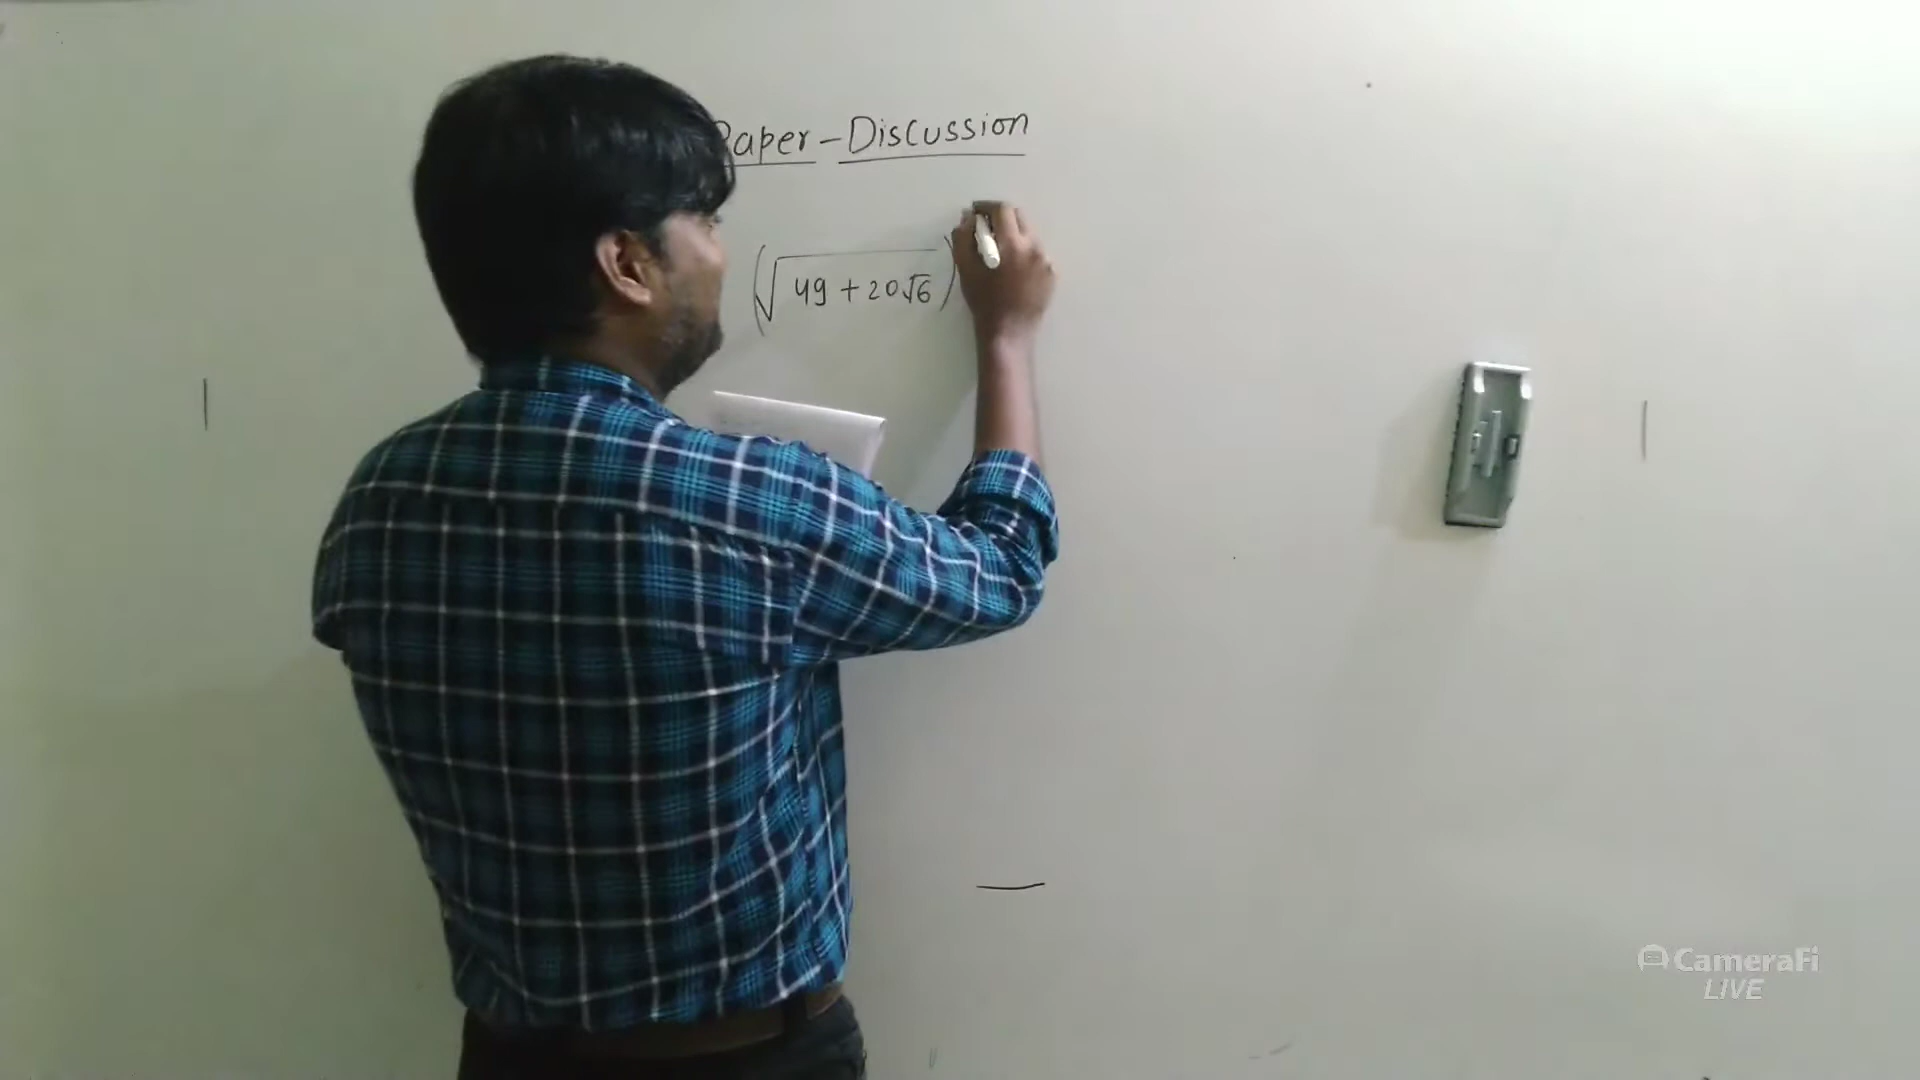 Paper - Discussion
(√49 + 20√6)
CameraFi
LIVE